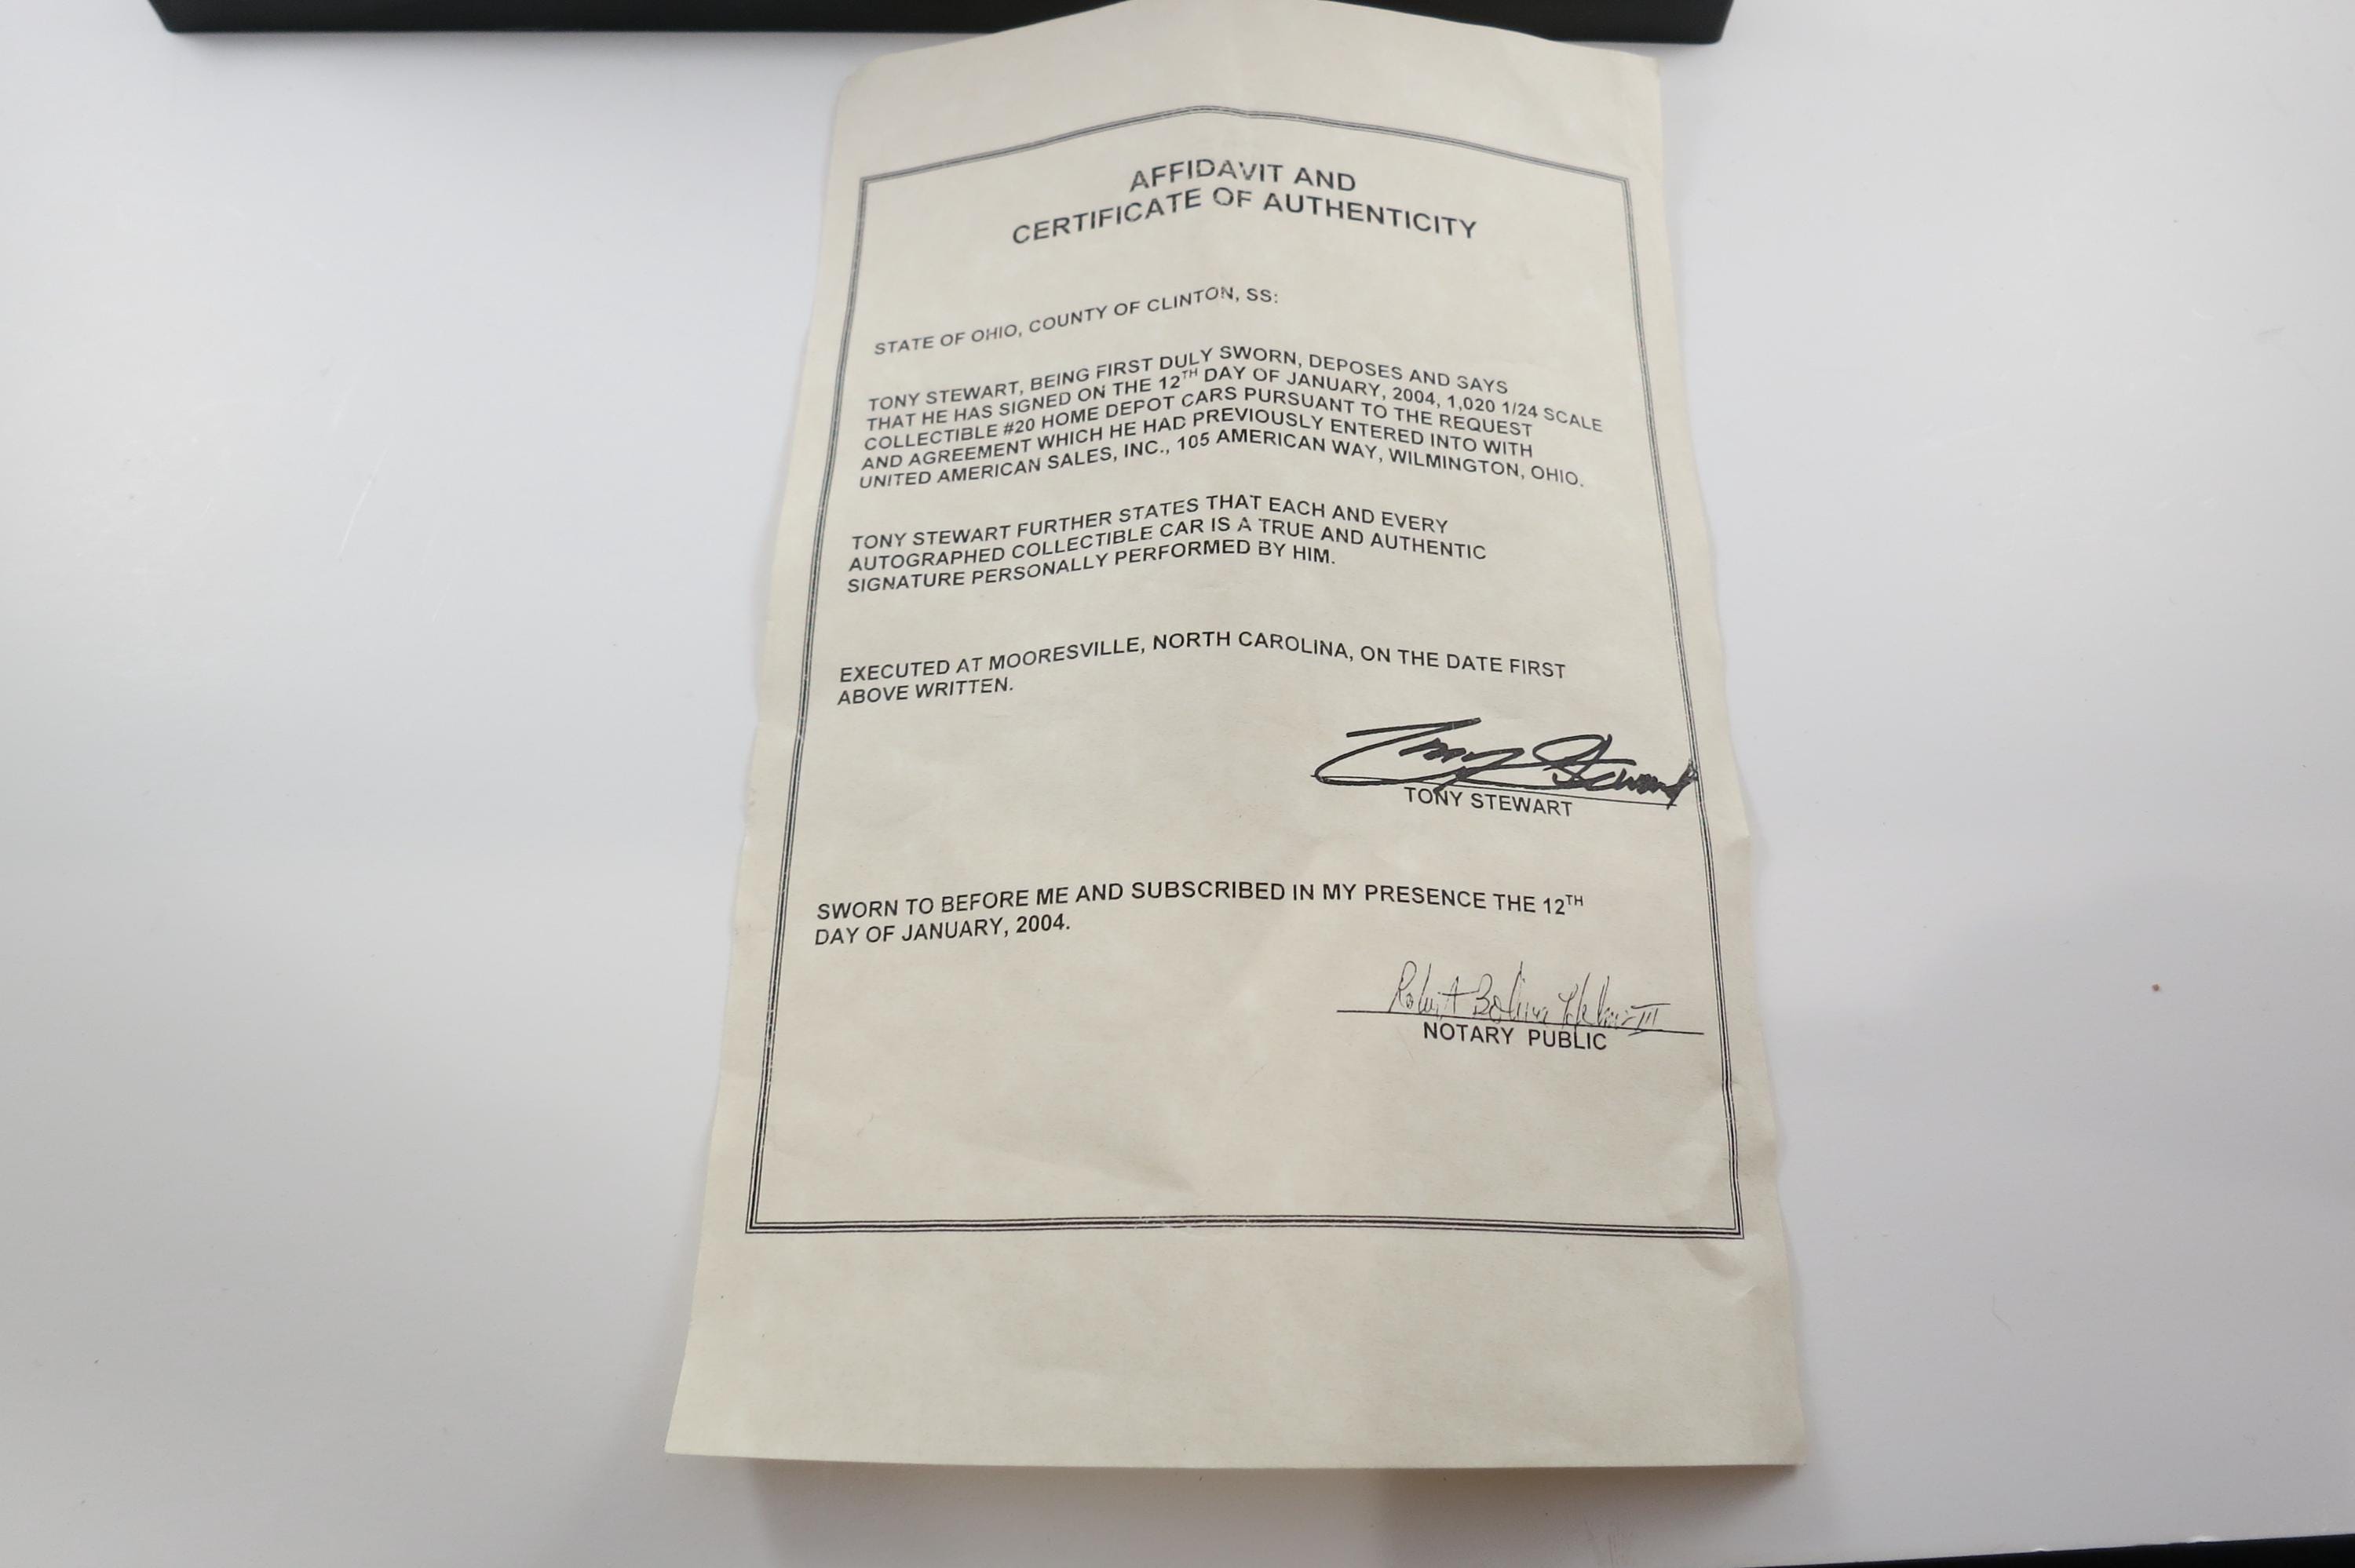 AFFIDAVIT AND
CERTIFICATE OF AUTHENTICITY
STATE OF OHIO, COUNTY OF CLINTON, SS:
TONY STEWART, BEING FIRST DULY SWORN, DEPOSES AND SAYS
THAT HE HAS SIGNED ON THE 12TH DAY OF JANUARY, 2004, 1,020 1/24 SCALE
COLLECTIBLE #20 HOME DEPOT CARS PURSUANT TO THE REQUEST
AND AGREEMENT WHICH HE HAD PREVIOUSLY ENTERED INTO WITH
UNITED AMERICAN SALES, INC., 105 AMERICAN WAY, WILMINGTON, OHIO.
TONY STEWART FURTHER STATES THAT EACH AND EVERY
AUTOGRAPHED COLLECTIBLE CAR IS A TRUE AND AUTHENTIC
SIGNATURE PERSONALLY PERFORMED BY HIM.
EXECUTED AT MOORESVILLE, NORTH CAROLINA, ON THE DATE FIRST
ABOVE WRITTEN.
Tony Stewart
TONY STEWART
SWORN TO BEFORE ME AND SUBSCRIBED IN MY PRESENCE THE 12TH
DAY OF JANUARY, 2004.
Robert III
NOTARY PUBLIC